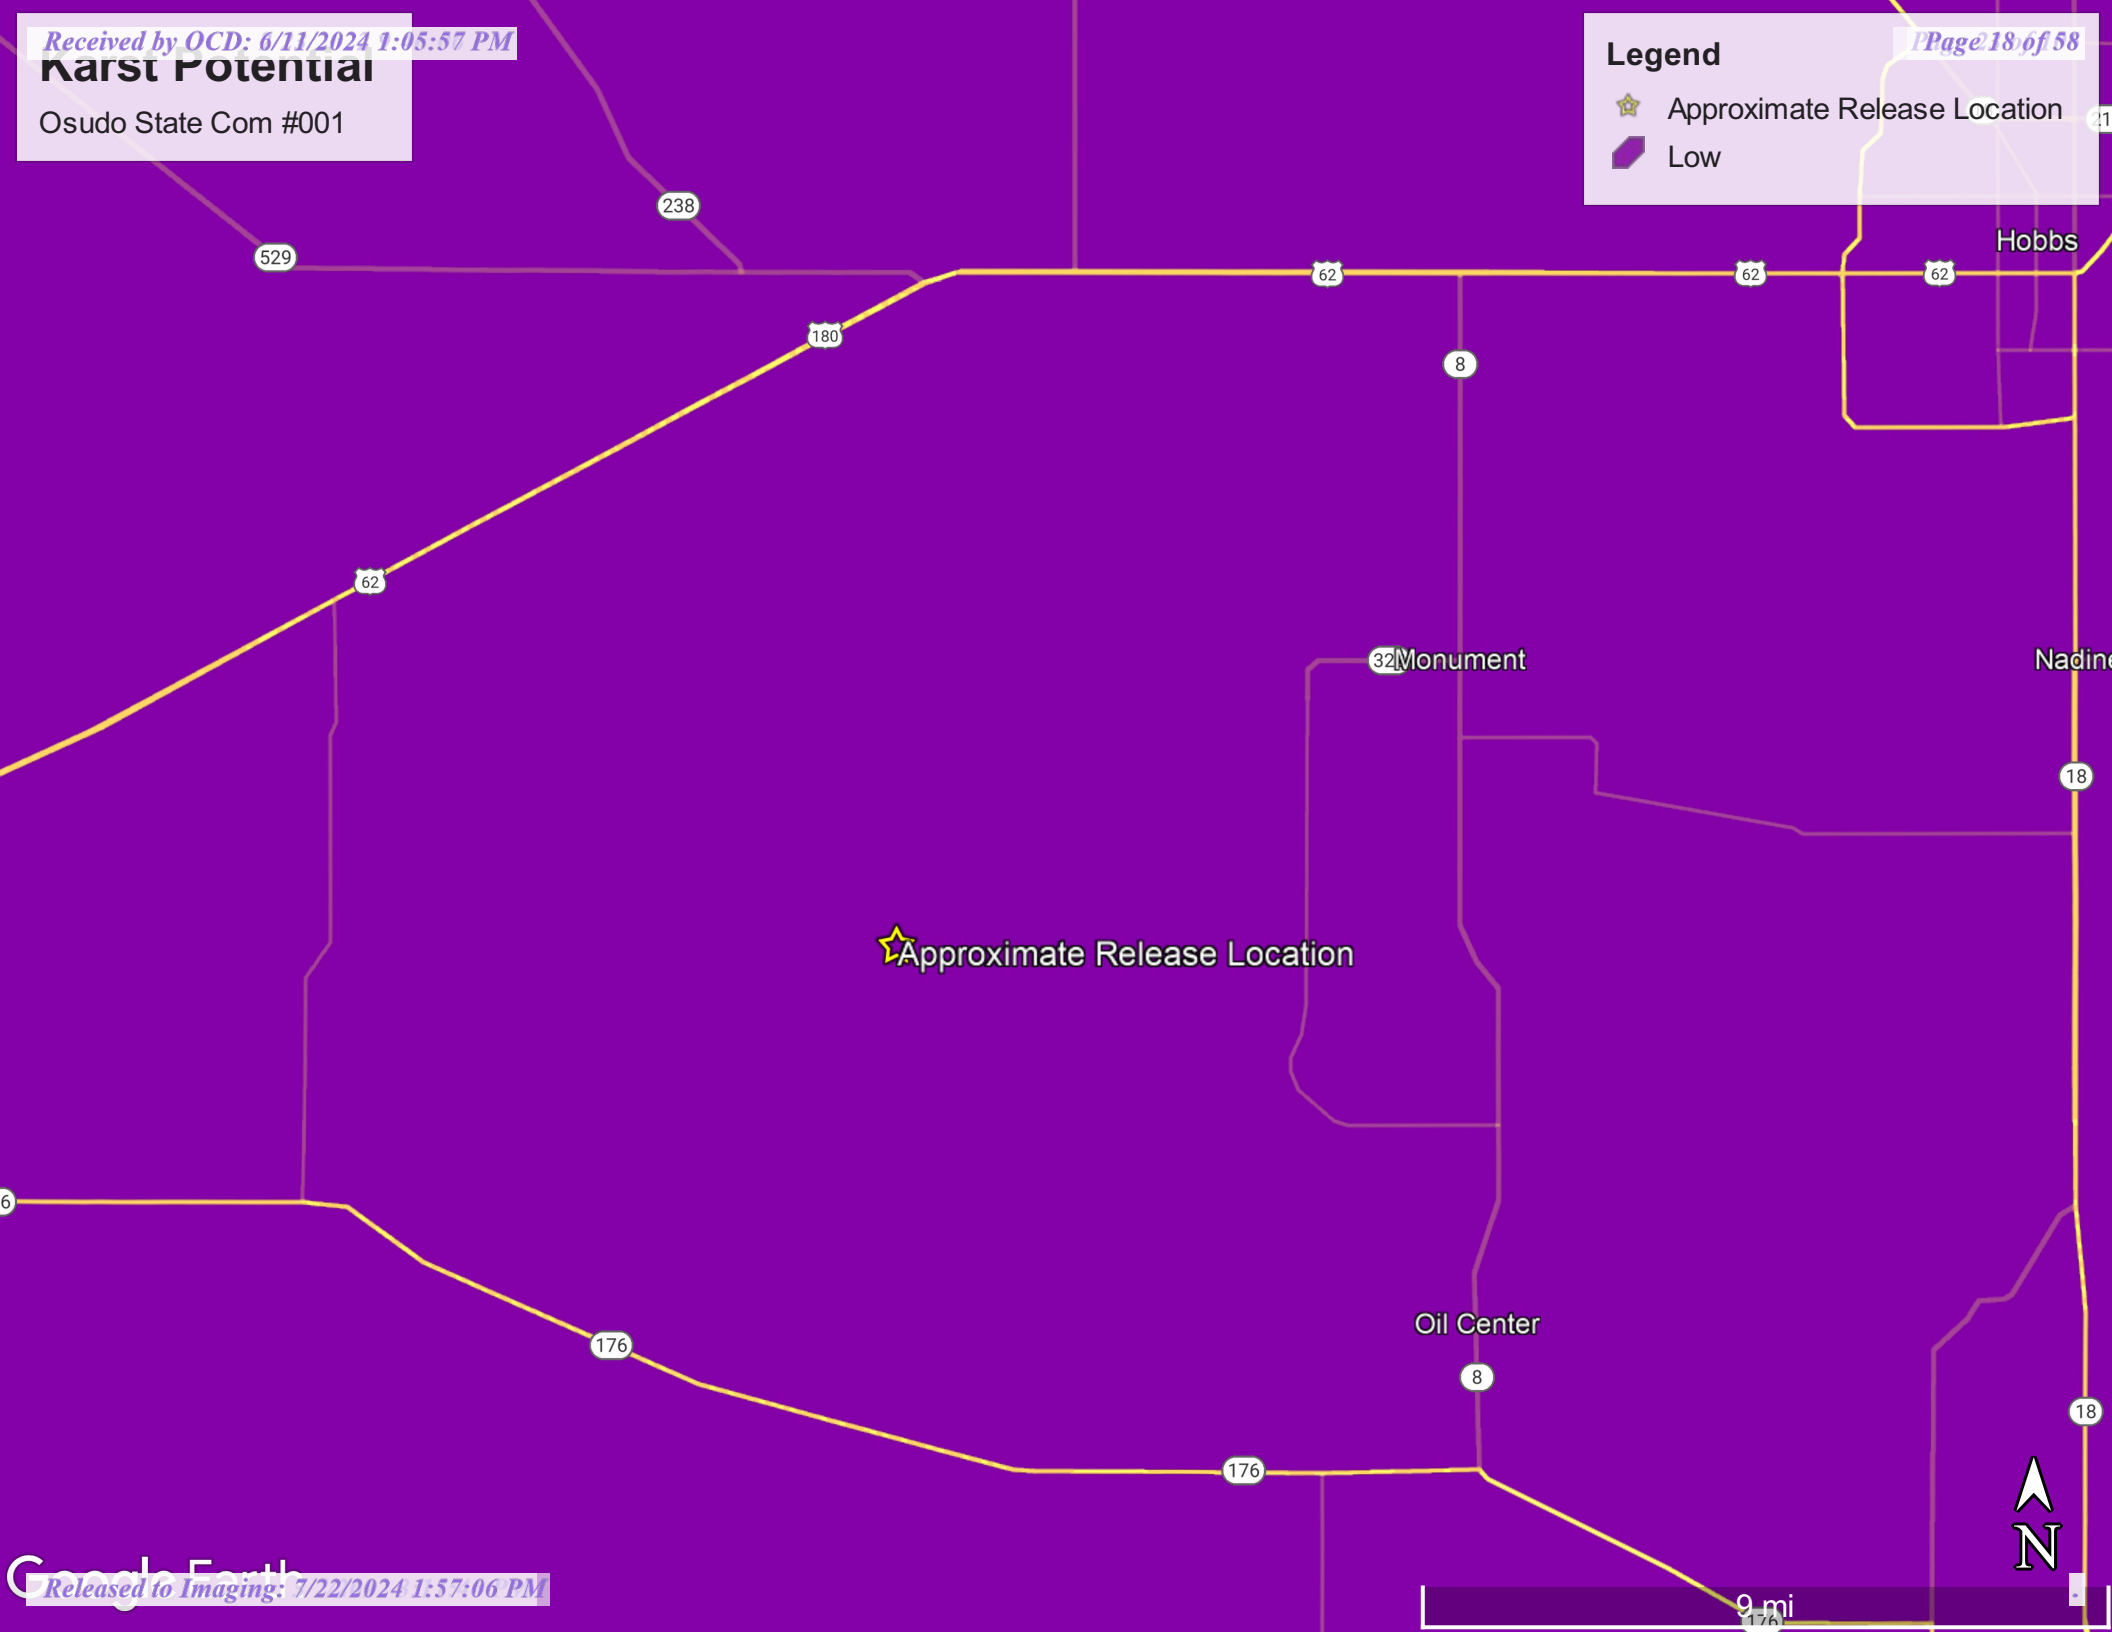 Received by OCD: 6/11/2024 1:05:57 PM
Karst Potential
Osudo State Com #001
Page 18 of 58
Legend
Approximate Release Location
Low
21
238
529
Hobbs
62
62
62
180
8
62
32
Monument
Nadine
18
Approximate Release Location
6
Oil Center
176
8
18
176
N
Google Earth
Released to Imaging: 7/22/2024 1:57:06 PM
9 mi
176